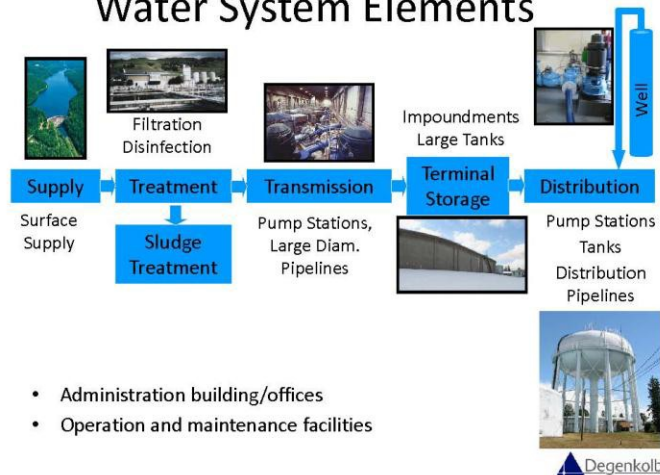 Water System Elements
Filtration
Disinfection
Impoundments
Large Tanks
Well
Supply
Treatment
Transmission
Terminal
Storage
Distribution
Surface
Supply
Sludge
Treatment
Pump Stations,
Large Diam.
Pipelines
Pump Stations
Tanks
Distribution
Pipelines
• Administration building/offices
• Operation and maintenance facilities
Degenkolb